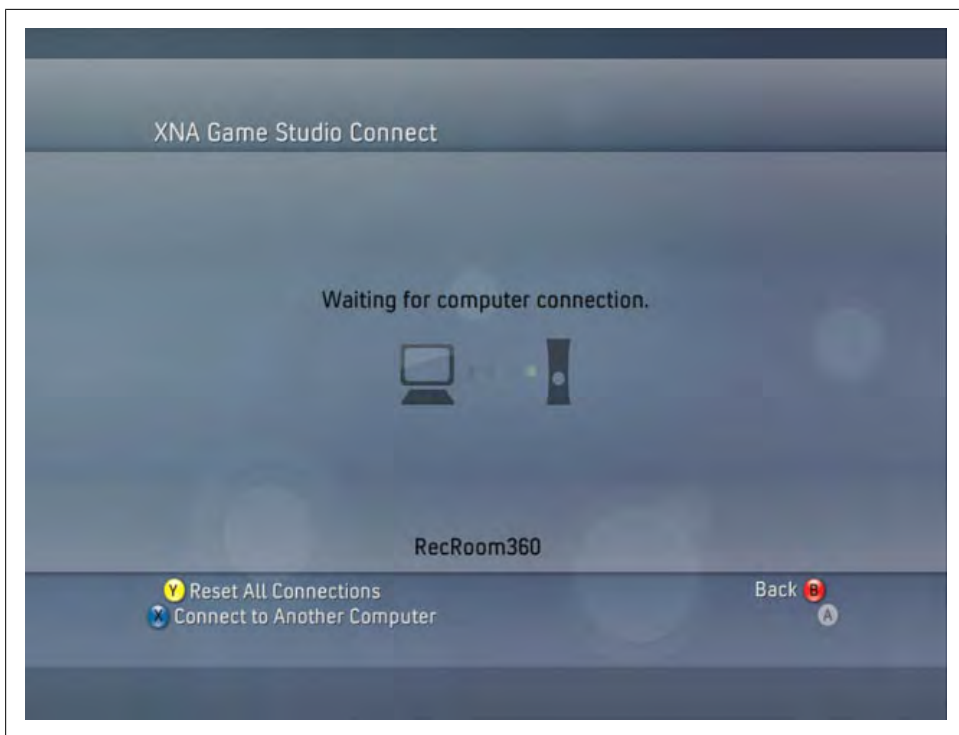 XNA Game Studio Connect
Waiting for computer connection.
RecRoom360
Y Reset All Connections
Back B
X Connect to Another Computer
A